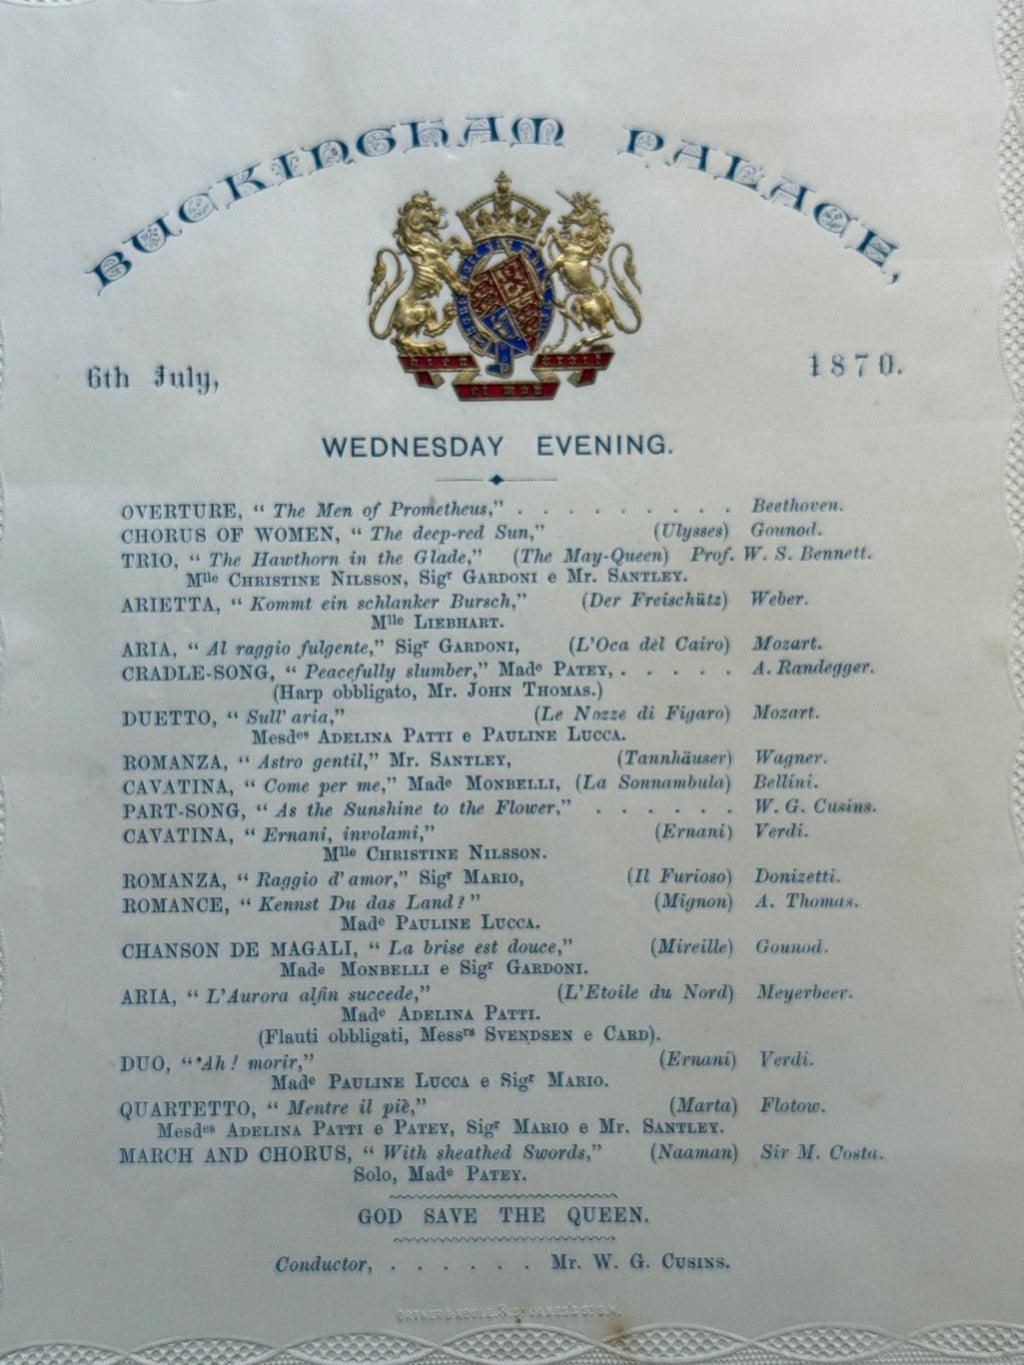 BUCKINGHAM PALACE,
6th July, 1870.
WEDNESDAY EVENING.
OVERTURE, “ The Men of Prometheus,” . . . . . . . . . Beethoven.
CHORUS OF WOMEN, “ The deep-red Sun,” (Ulysses) Gounod.
TRIO, “ The Hawthorn in the Glade,” (The May-Queen) Prof. W. S. Bennett.
Mlle CHRISTINE NILSSON, Sigr GARDONI e Mr. SANTLEY.
ARIETTA, “ Kommt ein schlanker Bursch,” (Der Freischütz) Weber.
Mlle LIEBHART.
ARIA, “ Al raggio fulgente,” Sigr GARDONI, (L'Oca del Cairo) Mozart.
CRADLE-SONG, “ Peacefully slumber,” Made PATEY, . . . . . A. Randegger.
(Harp obbligato, Mr. JOHN THOMAS.)
DUETTO, “ Sull' aria,” (Le Nozze di Figaro) Mozart.
Mesdes ADELINA PATTI e PAULINE LUCCA.
ROMANZA, “ Astro gentil,” Mr. SANTLEY, (Tannhäuser) Wagner.
CAVATINA, “ Come per me,” Made MONBELLI, (La Sonnambula) Bellini.
PART-SONG, “ As the Sunshine to the Flower,” . . . . . . W. G. Cusins.
CAVATINA, “ Ernani, involami,” (Ernani) Verdi.
Mlle CHRISTINE NILSSON.
ROMANZA, “ Raggio d' amor,” Sigr MARIO, (Il Furioso) Donizetti.
ROMANCE, “ Kennst Du das Land ? ” (Mignon) A. Thomas.
Made PAULINE LUCCA.
CHANSON DE MAGALI, “ La brise est douce,” (Mireille) Gounod.
Made MONBELLI e Sigr GARDONI.
ARIA, “ L'Aurora alfin succede,” (L'Etoile du Nord) Meyerbeer.
Made ADELINA PATTI.
(Flauti obbligati, Messrs SVENDSEN e CARD).
DUO, “'Ah ! morir,” (Ernani) Verdi.
Made PAULINE LUCCA e Sigr MARIO.
QUARTETTO, “ Mentre il piè,” (Marta) Flotow.
Mesdes ADELINA PATTI e PATEY, Sigr MARIO e Mr. SANTLEY.
MARCH AND CHORUS, “ With sheathed Swords,” (Naaman) Sir M. Costa.
Solo, Made PATEY.
GOD SAVE THE QUEEN.
Conductor, . . . . . . Mr. W. G. CUSINS.